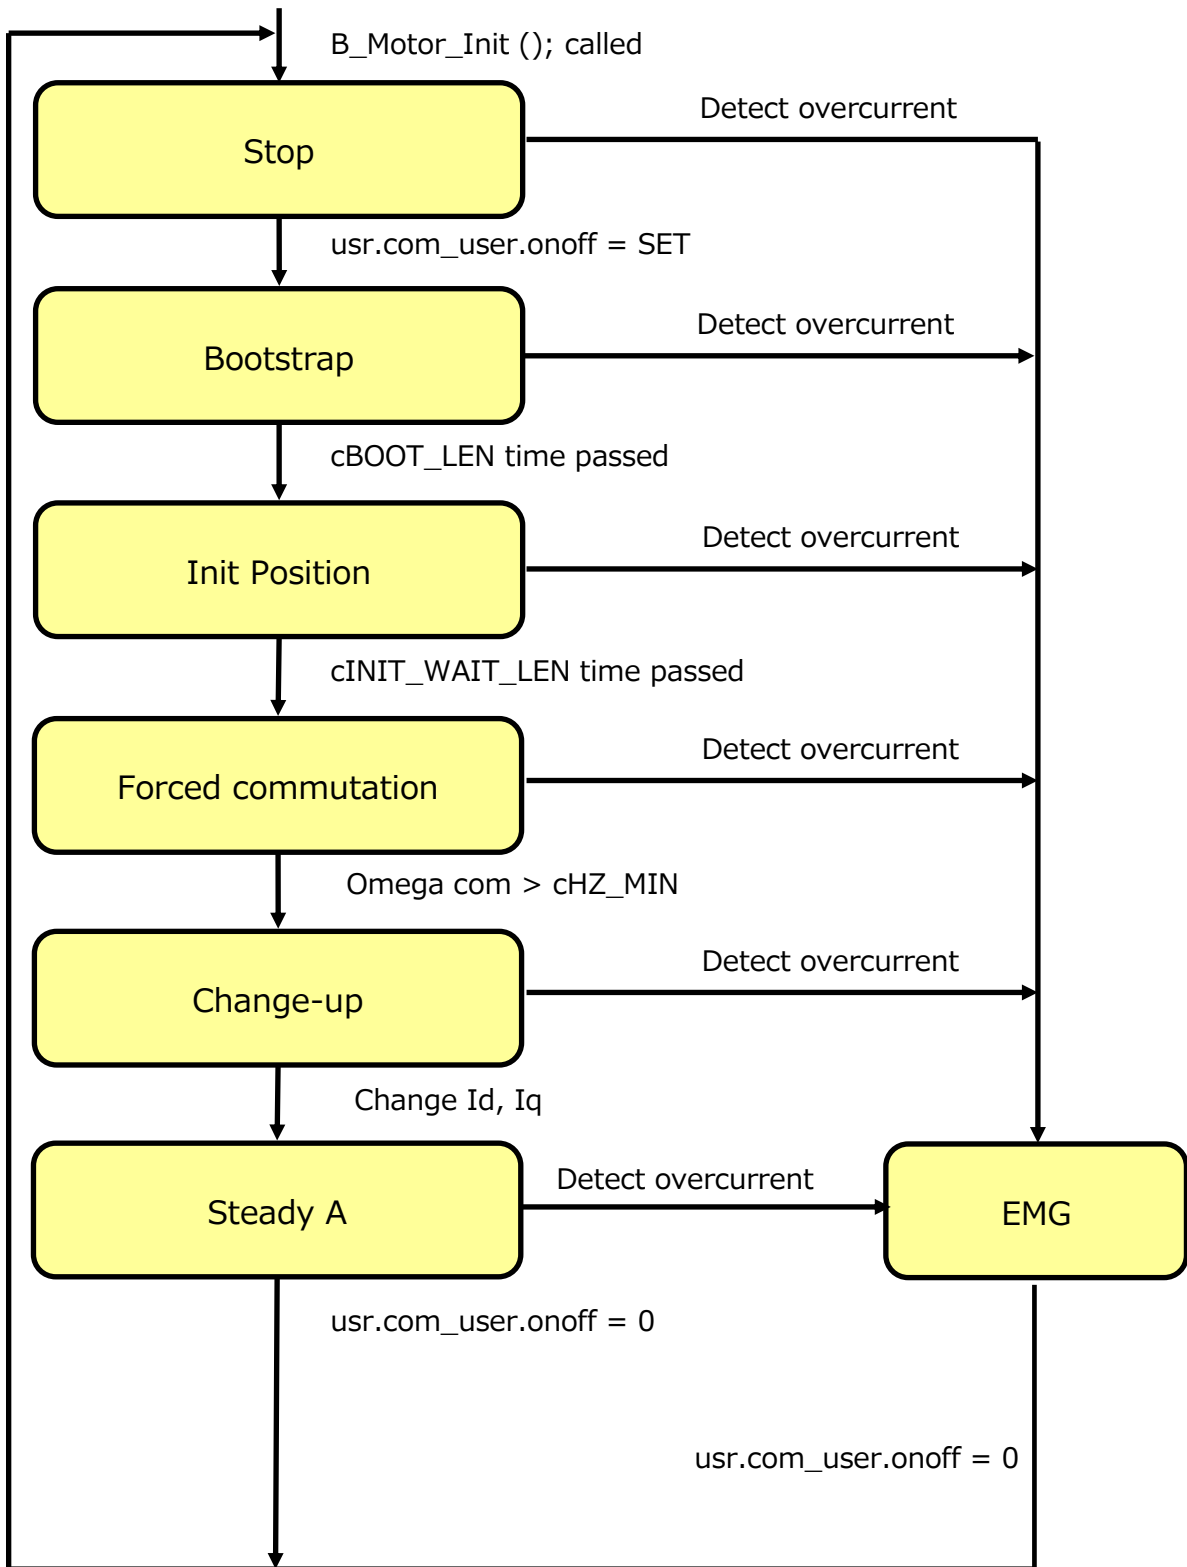 B_Motor_Init (); called
Stop
Detect overcurrent
usr.com_user.onoff = SET
Bootstrap
Detect overcurrent
cBOOT_LEN time passed
Init Position
Detect overcurrent
cINIT_WAIT_LEN time passed
Forced commutation
Detect overcurrent
Omega com > cHZ_MIN
Change-up
Detect overcurrent
Change Id, Iq
Steady A
Detect overcurrent
EMG
usr.com_user.onoff = 0
usr.com_user.onoff = 0